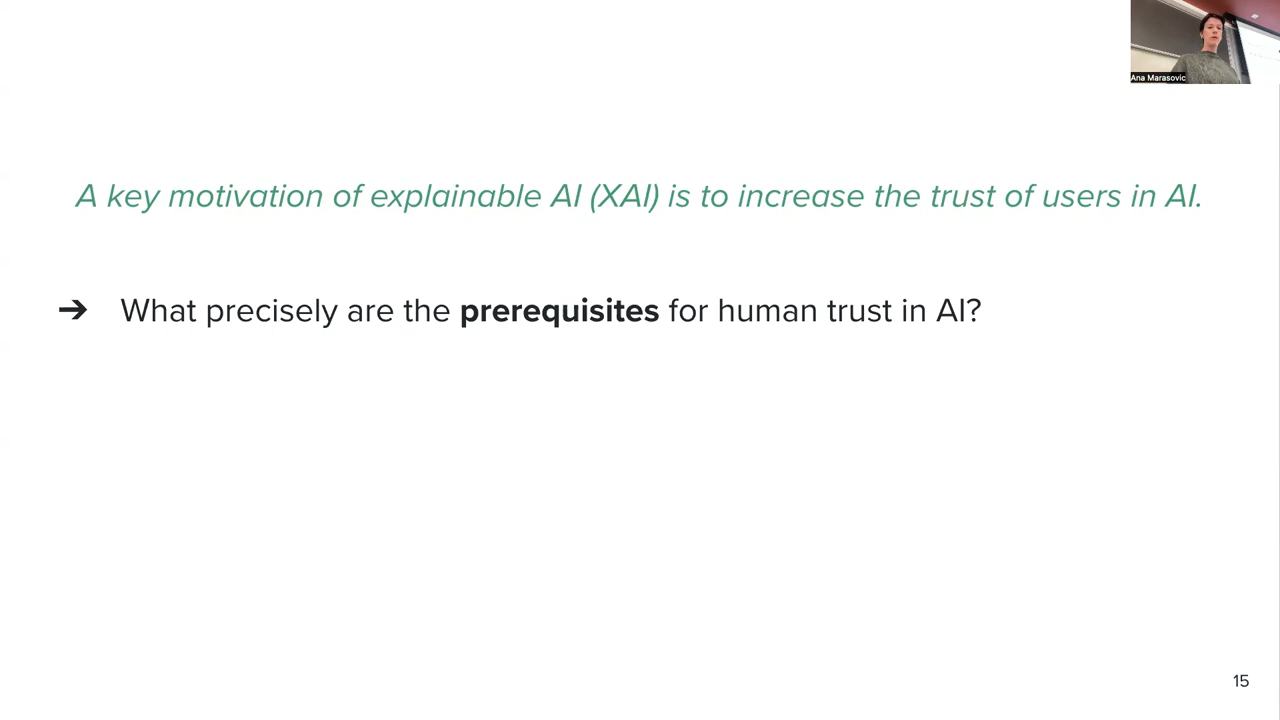 Ana Marasovic
A key motivation of explainable AI (XAI) is to increase the trust of users in AI.
➔ What precisely are the prerequisites for human trust in AI?
15